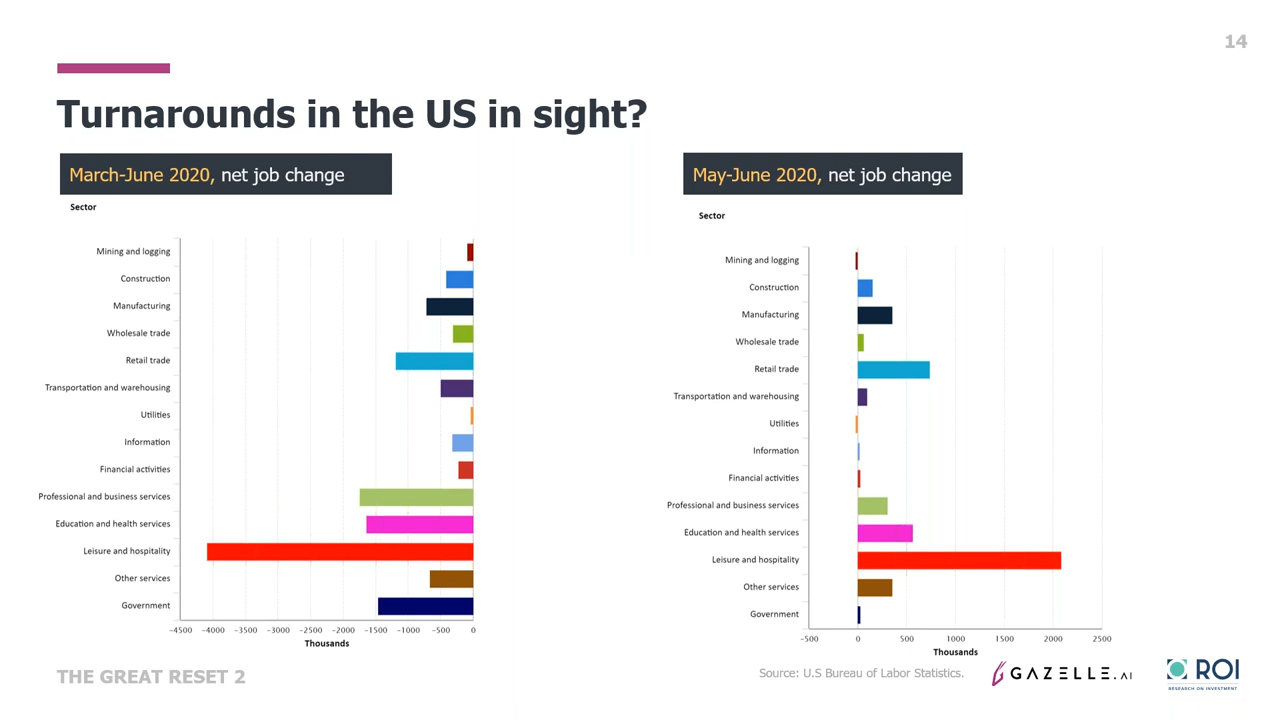 14
Turnarounds in the US in sight?
March-June 2020, net job change
Sector
Mining and logging
Construction
Manufacturing
Wholesale trade
Retail trade
Transportation and warehousing
Utilities
Information
Financial activities
Professional and business services
Education and health services
Leisure and hospitality
Other services
Government
-4500 -4000 -3500 -3000 -2500 -2000 -1500 -1000 -500 0
Thousands
May-June 2020, net job change
Sector
Mining and logging
Construction
Manufacturing
Wholesale trade
Retail trade
Transportation and warehousing
Utilities
Information
Financial activities
Professional and business services
Education and health services
Leisure and hospitality
Other services
Government
-500 0 500 1000 1500 2000 2500
Thousands
THE GREAT RESET 2
Source: U.S Bureau of Labor Statistics.
GAZELLE.AI
ROI
RESEARCH ON INVESTMENT